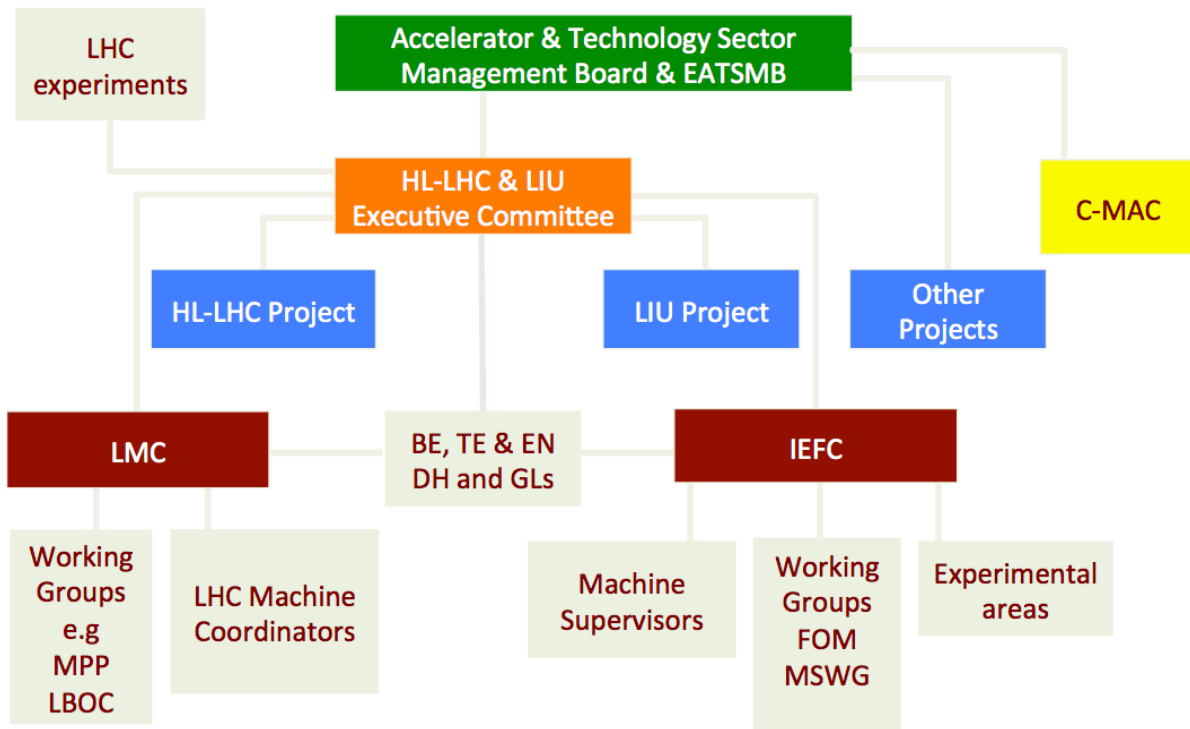 LHC
experiments
Accelerator & Technology Sector
Management Board & EATSMB
HL-LHC & LIU
Executive Committee
C-MAC
HL-LHC Project
LIU Project
Other
Projects
LMC
BE, TE & EN
DH and GLs
IEFC
Working
Groups
e.g
MPP
LBOC
LHC Machine
Coordinators
Machine
Supervisors
Working
Groups
FOM
MSWG
Experimental
areas